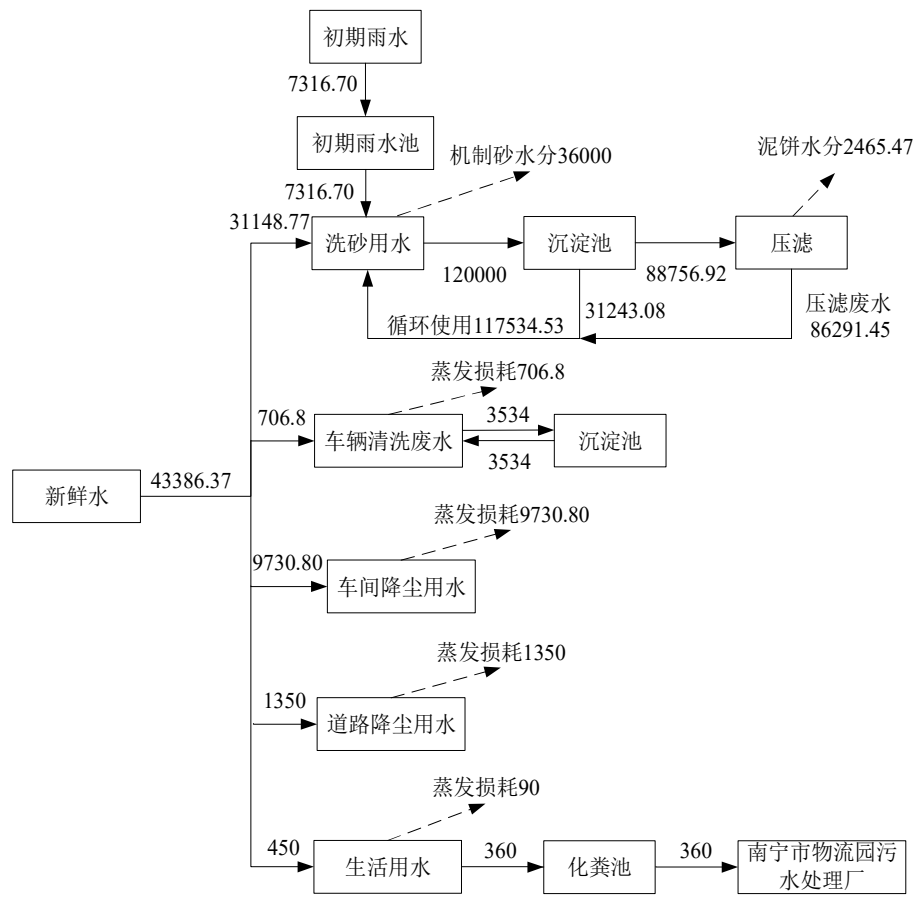 初期雨水
7316.70
初期雨水池
7316.70
机制砂水分36000
泥饼水分2465.47
31148.77
洗砂用水
120000
沉淀池
88756.92
压滤
循环使用117534.53
31243.08
压滤废水
86291.45
蒸发损耗706.8
706.8
车辆清洗废水
3534
3534
沉淀池
新鲜水
43386.37
蒸发损耗9730.80
9730.80
车间降尘用水
蒸发损耗1350
1350
道路降尘用水
蒸发损耗90
450
生活用水
360
化粪池
360
南宁市物流园污
水处理厂